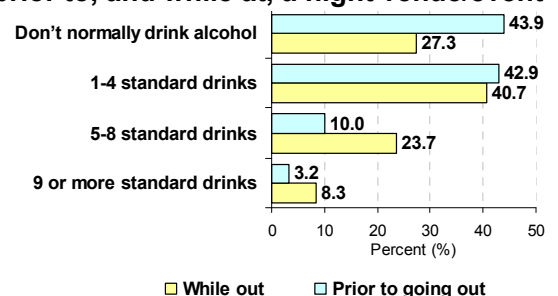 Don't normally drink alcohol
43.9
27.3
1-4 standard drinks
42.9
40.7
5-8 standard drinks
10.0
23.7
9 or more standard drinks
3.2
8.3
0 10 20 30 40 50
Percent (%)
While out Prior to going out